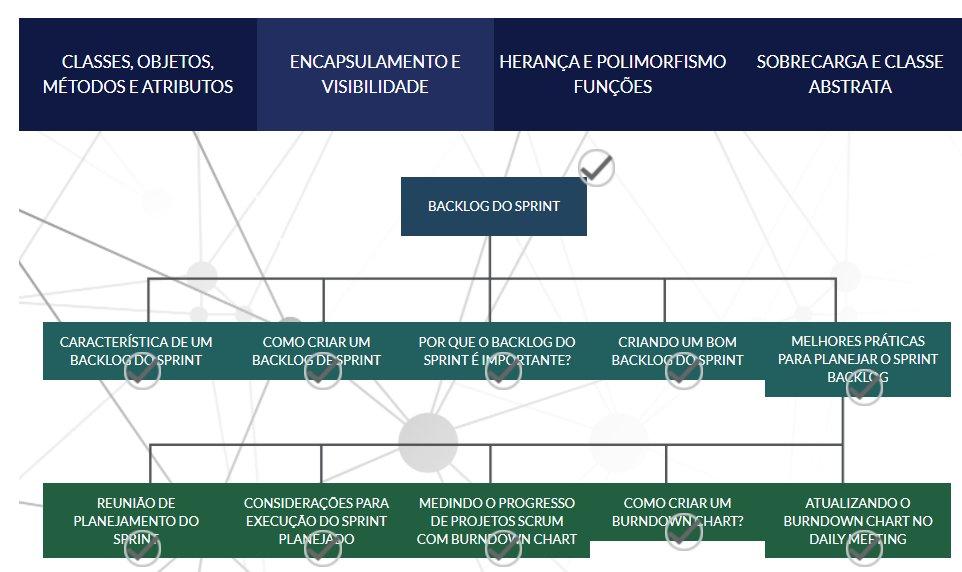 CLASSES, OBJETOS,
MÉTODOS E ATRIBUTOS
ENCAPSULAMENTO E
VISIBILIDADE
HERANÇA E POLIMORFISMO
FUNÇÕES
SOBRECARGA E CLASSE
ABSTRATA
BACKLOG DO SPRINT
CARACTERÍSTICA DE UM
BACKLOG DO SPRINT
COMO CRIAR UM
BACKLOG DE SPRINT
POR QUE O BACKLOG DO
SPRINT É IMPORTANTE?
CRIANDO UM BOM
BACKLOG DO SPRINT
MELHORES PRÁTICAS
PARA PLANEJAR O SPRINT
BACKLOG
REUNIÃO DE
PLANEJAMENTO DO
SPRINT
CONSIDERAÇÕES PARA
EXECUÇÃO DO SPRINT
PLANEJADO
MEDINDO O PROGRESSO
DE PROJETOS SCRUM
COM BURNDOWN CHART
COMO CRIAR UM
BURNDOWN CHART?
ATUALIZANDO O
BURNDOWN CHART NO
DAILY MEETING